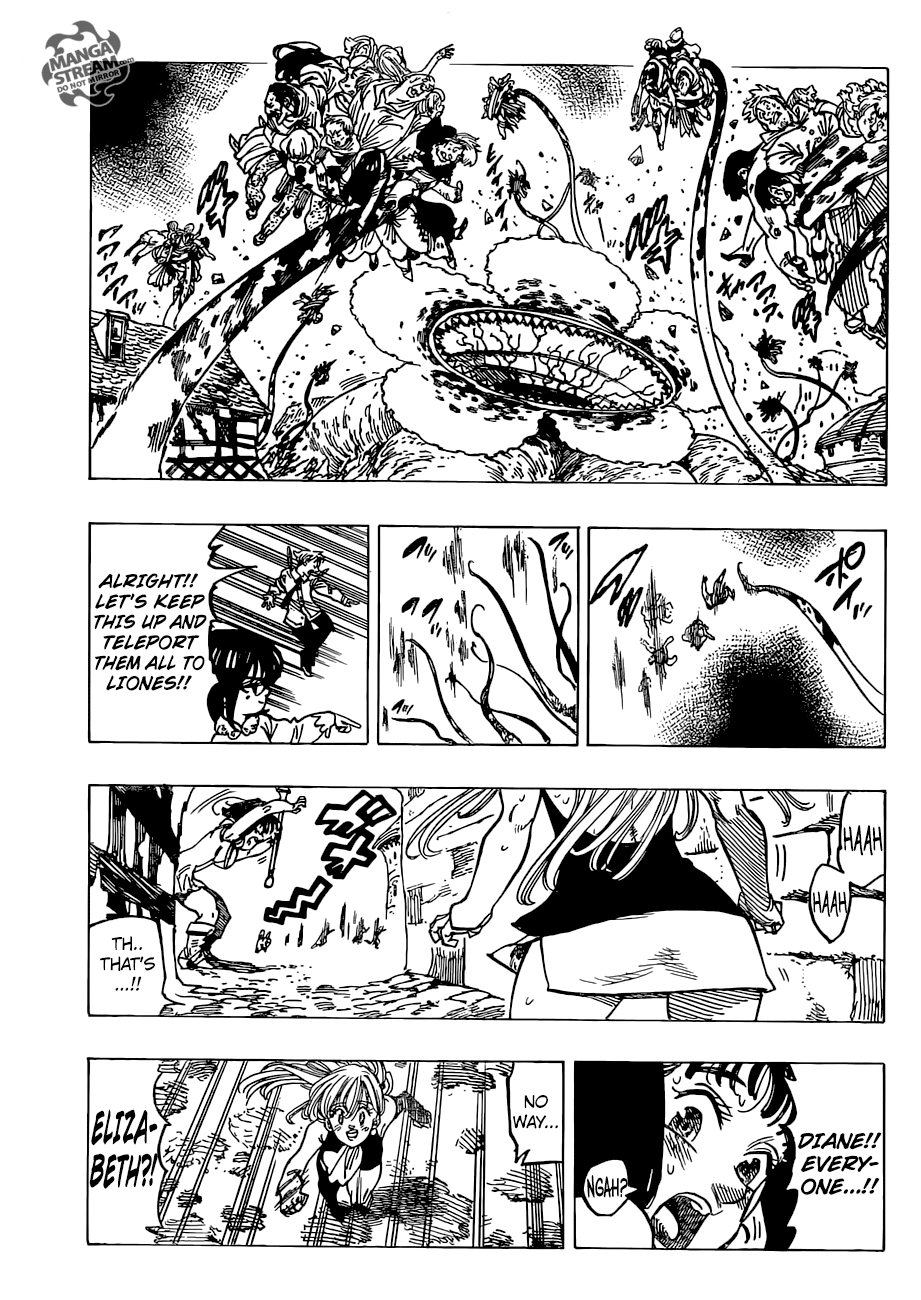 MANGA
STREAM.com
DO NOT MIRROR
ALRIGHT!!
LET'S KEEP
THIS UP AND
TELEPORT
THEM ALL TO
LIONES!!
HAAH
HAAH
TH..
THAT'S
...!!
DIANE!!
EVERY-
ONE...!!
NGAH?
NO
WAY...
ELIZA-
BETH?!